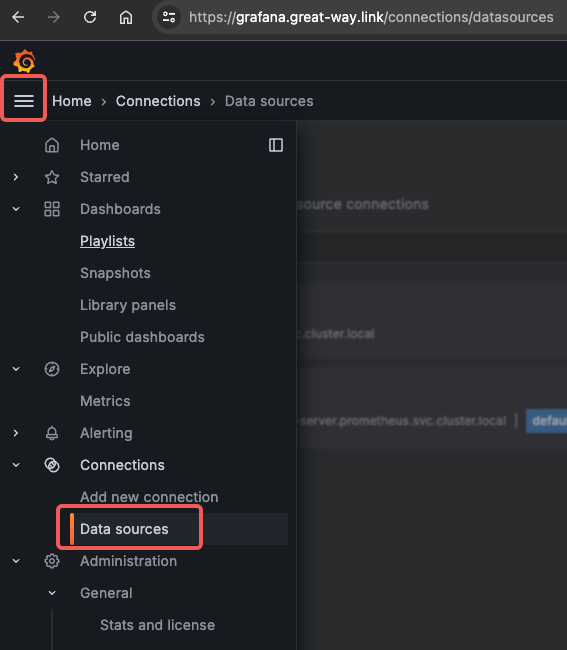 https://grafana.great-way.link/connections/datasources
Home › Connections › Data sources
Home
Starred
source connections
Dashboards
Playlists
Snapshots
Library panels
Public dashboards
c.cluster.local
Explore
Metrics
-server.prometheus.svc.cluster.local | defau
Alerting
Connections
Add new connection
Data sources
Administration
General
Stats and license